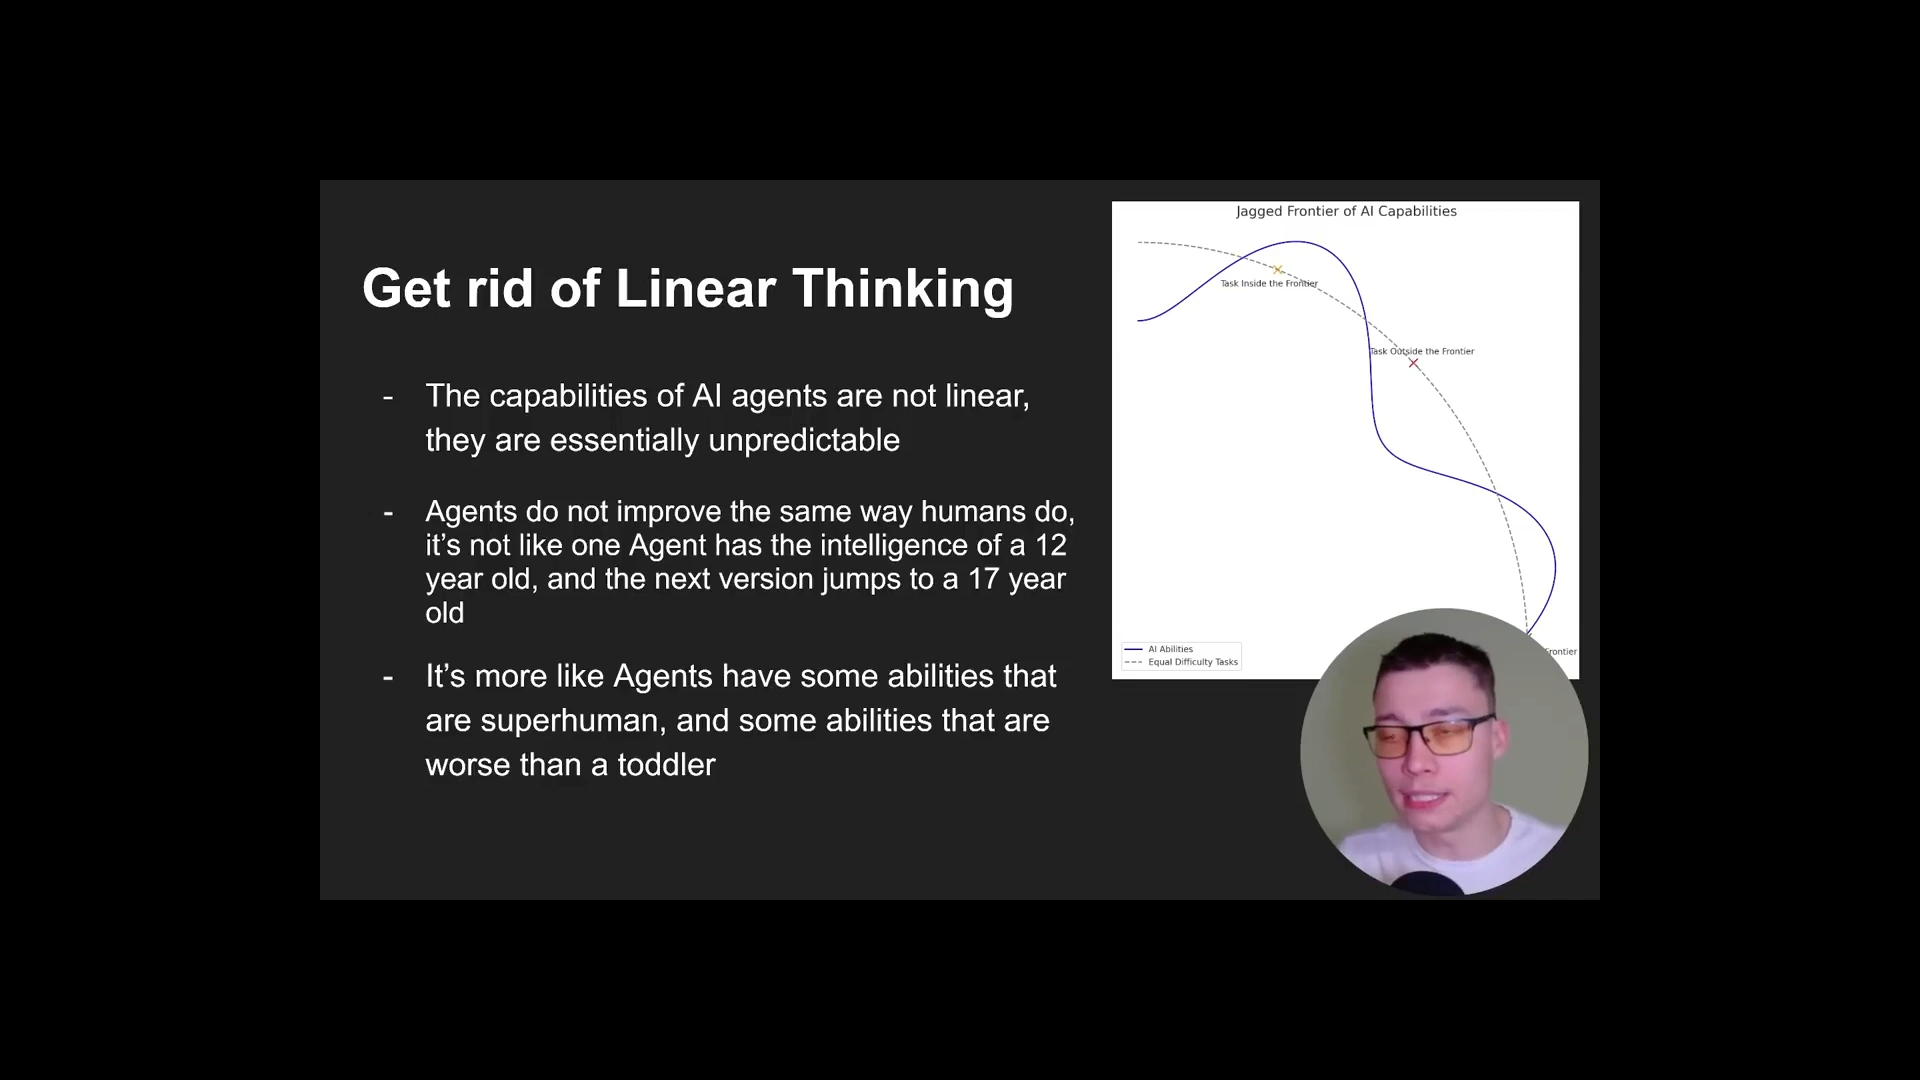 Get rid of Linear Thinking
- The capabilities of AI agents are not linear,
they are essentially unpredictable
- Agents do not improve the same way humans do,
it’s not like one Agent has the intelligence of a 12
year old, and the next version jumps to a 17 year
old
- It’s more like Agents have some abilities that
are superhuman, and some abilities that are
worse than a toddler
Jagged Frontier of AI Capabilities
Task Inside the Frontier
Task Outside the Frontier
AI Abilities
Equal Difficulty Tasks
Frontier